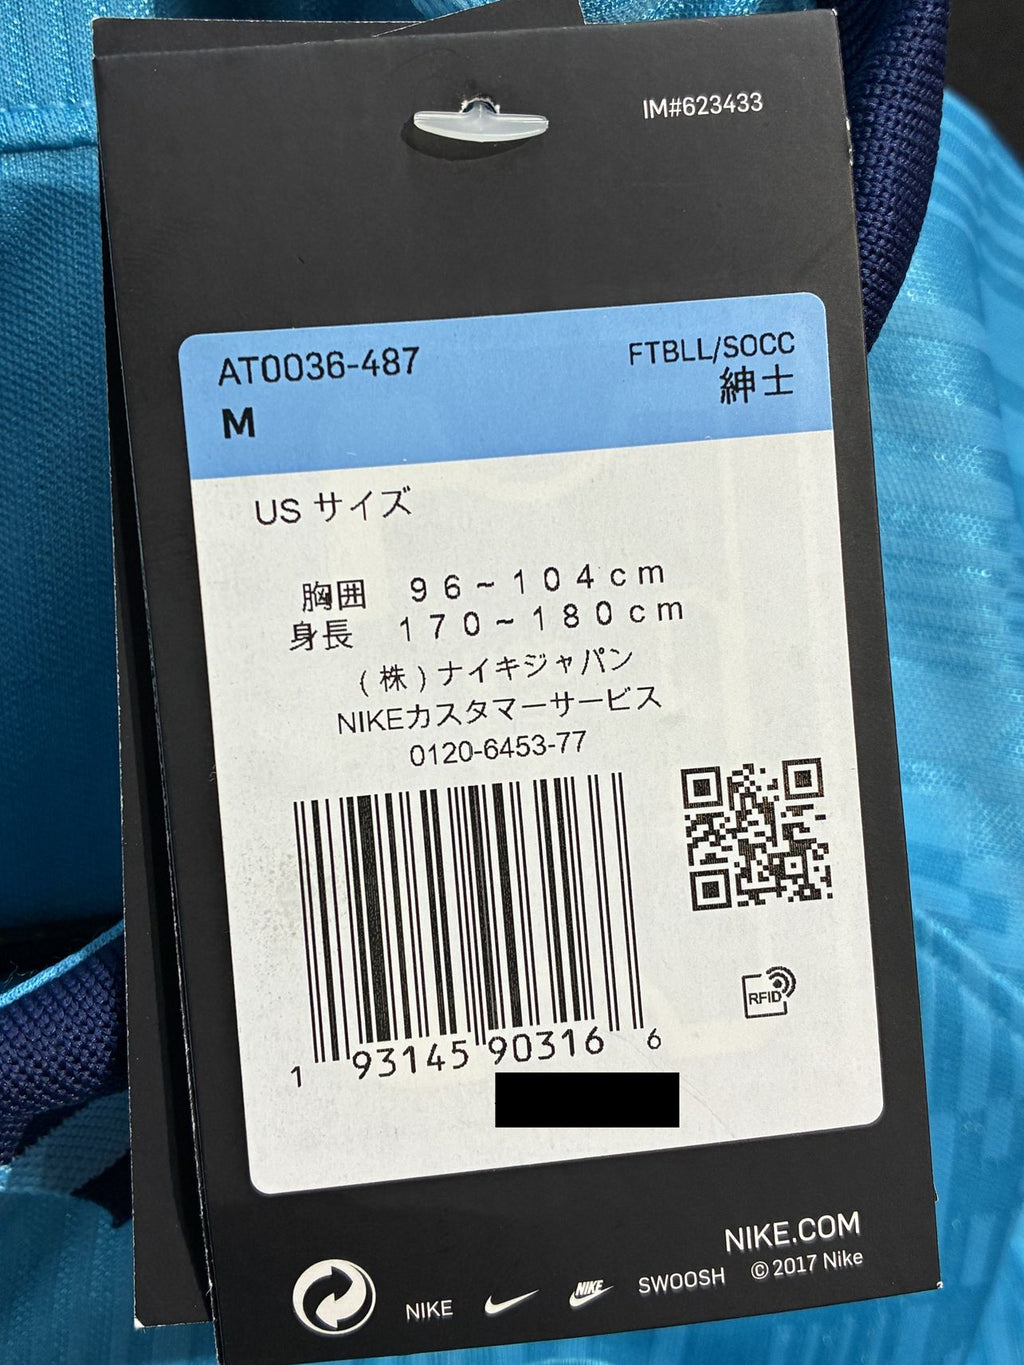 IM#623433
AT0036-487
FTBLL/SOCC
M
紳士
US サイズ
胸囲 96~104cm
身長 170~180cm
(株)ナイキジャパン
NIKEカスタマーサービス
0120-6453-77
1 93145 90316 6
RFID
NIKE.COM
© 2017 Nike
NIKE NIKE SWOOSH